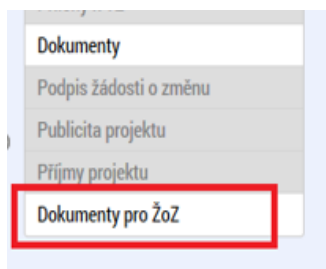 Dokumenty
Podpis žádosti o změnu
Publicita projektu
Příjmy projektu
Dokumenty pro ŽoZ